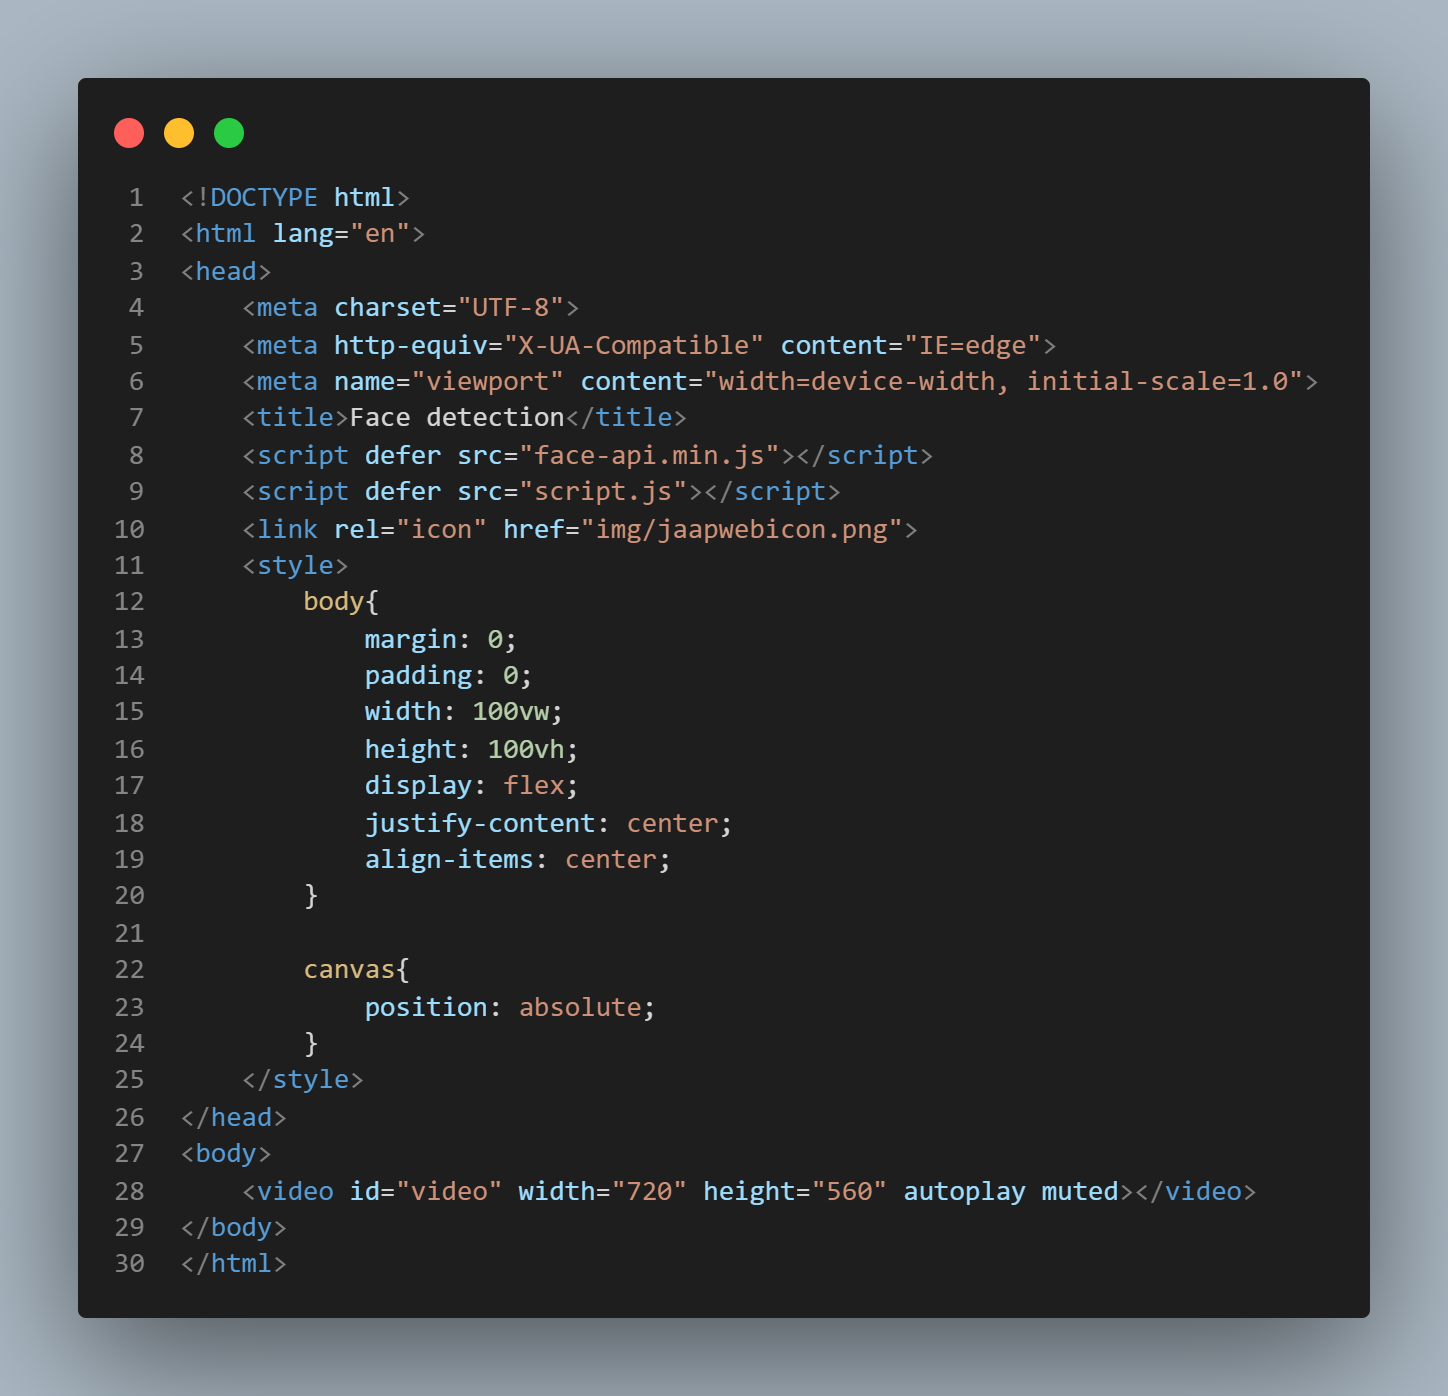 1 <!DOCTYPE html>
2 <html lang="en">
3 <head>
4     <meta charset="UTF-8">
5     <meta http-equiv="X-UA-Compatible" content="IE=edge">
6     <meta name="viewport" content="width=device-width, initial-scale=1.0">
7     <title>Face detection</title>
8     <script defer src="face-api.min.js"></script>
9     <script defer src="script.js"></script>
10     <link rel="icon" href="img/jaapwebicon.png">
11     <style>
12         body{
13             margin: 0;
14             padding: 0;
15             width: 100vw;
16             height: 100vh;
17             display: flex;
18             justify-content: center;
19             align-items: center;
20         }
21
22         canvas{
23             position: absolute;
24         }
25     </style>
26 </head>
27 <body>
28     <video id="video" width="720" height="560" autoplay muted></video>
29 </body>
30 </html>